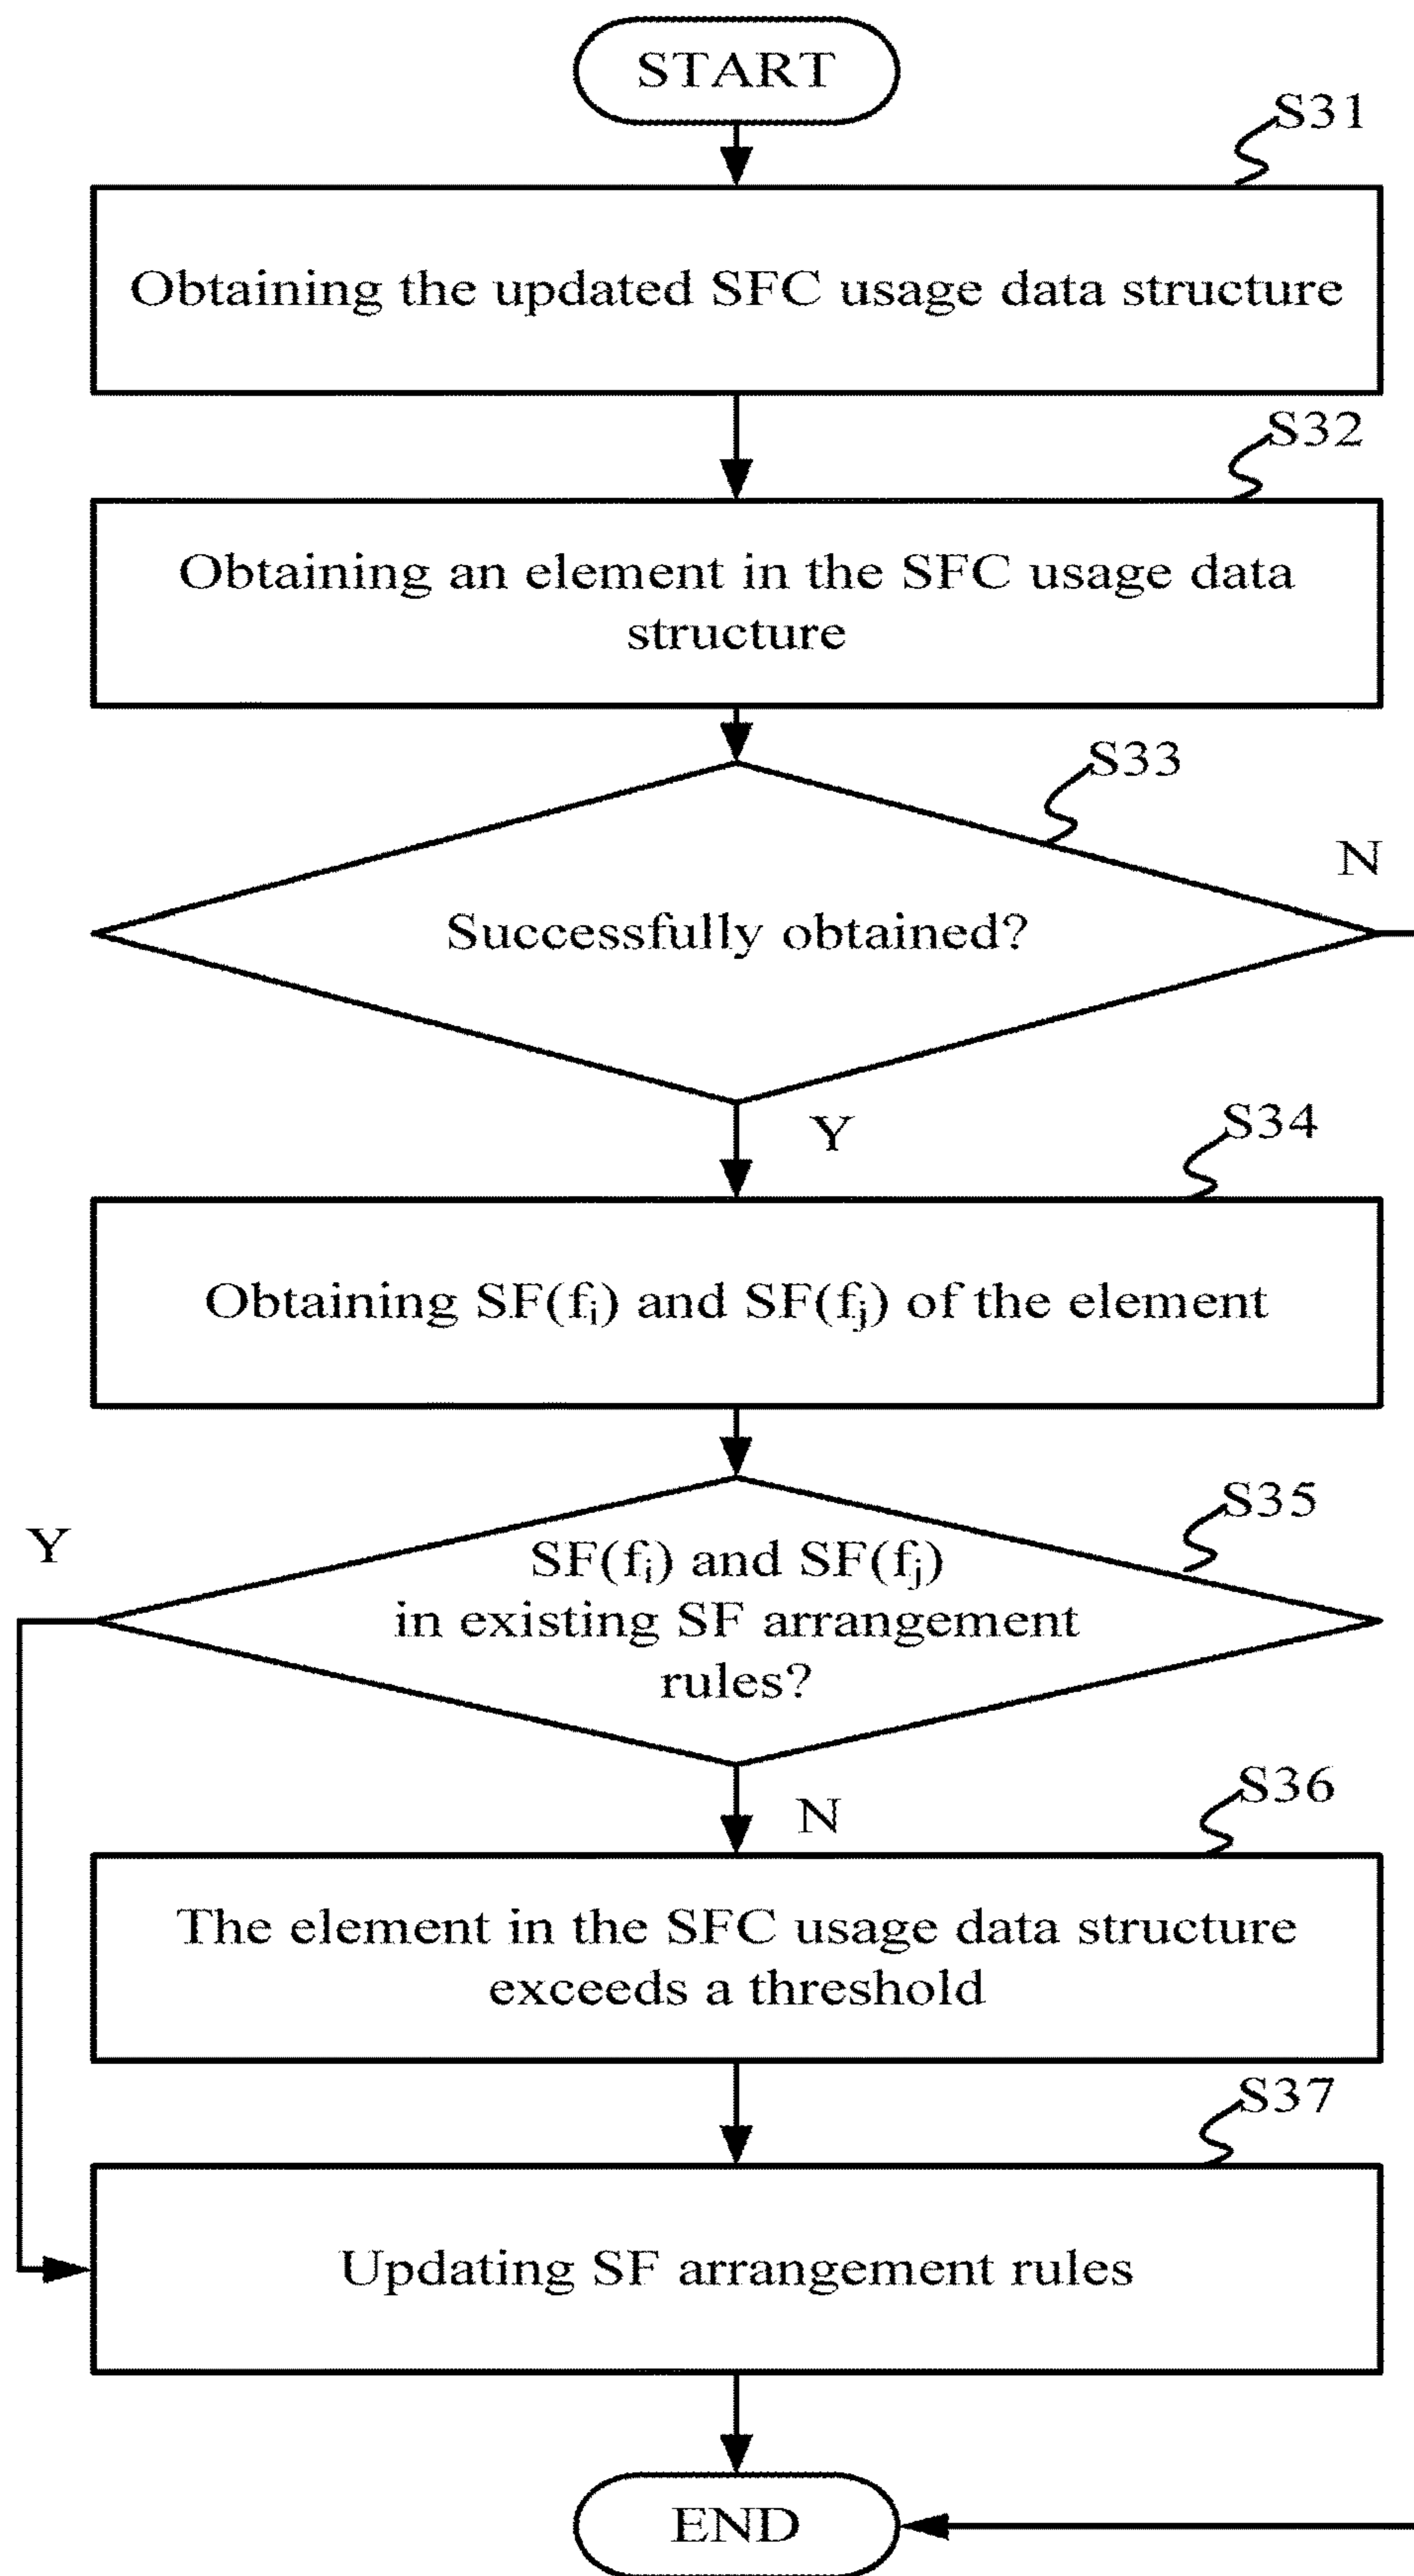 START
S31
Obtaining the updated SFC usage data structure
S32
Obtaining an element in the SFC usage data
structure
S33
N
Successfully obtained?
Y
S34
Obtaining SF(fᵢ) and SF(fⱼ) of the element
S35
Y
SF(fᵢ) and SF(fⱼ)
in existing SF arrangement
rules?
S36
N
The element in the SFC usage data structure
exceeds a threshold
S37
Updating SF arrangement rules
END